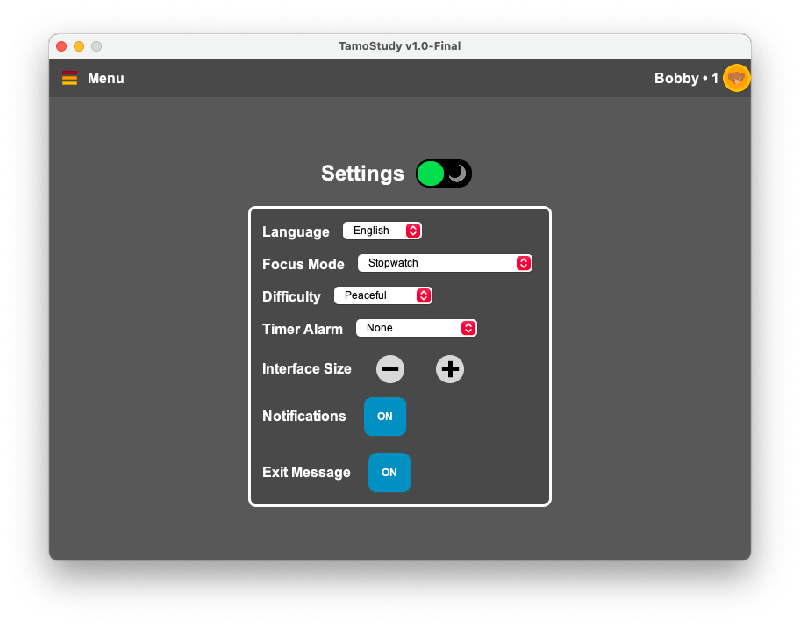 TamoStudy v1.0-Final
Menu
Bobby • 1
Settings
Language English
Focus Mode Stopwatch
Difficulty Peaceful
Timer Alarm None
Interface Size
Notifications ON
Exit Message ON